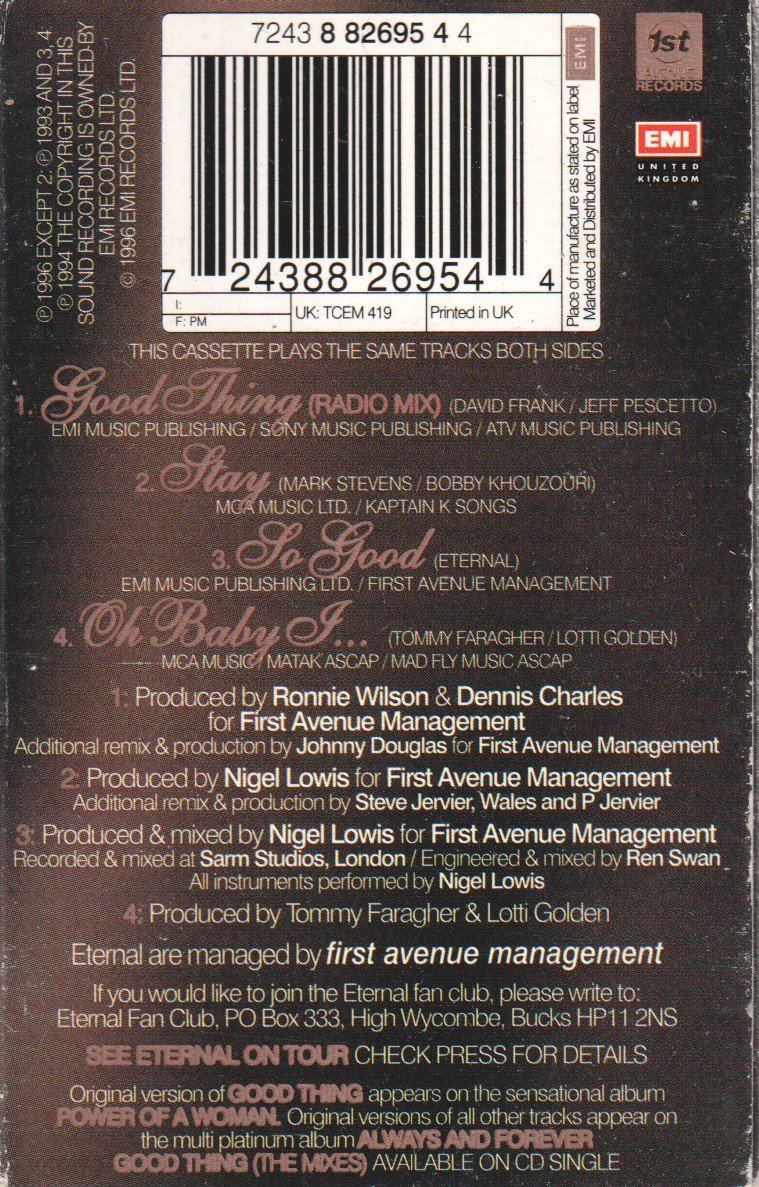 ℗1996 EXCEPT 2: ℗1993 AND 3, 4:
℗ 1994 THE COPYRIGHT IN THIS
SOUND RECORDING IS OWNED BY
EMI RECORDS LTD.
© 1996 EMI RECORDS LTD.
7243 8 82695 4 4
7 24388 26954 4
I:
F: PM
UK: TCEM 419
Printed in UK
EMI
Place of manufacture as stated on label
Marketed and Distributed by EMI
1st
AVENUE
RECORDS
EMI
UNITED
KINGDOM
THIS CASSETTE PLAYS THE SAME TRACKS BOTH SIDES
1. Good Thing (RADIO MIX) (DAVID FRANK / JEFF PESCETTO)
EMI MUSIC PUBLISHING / SONY MUSIC PUBLISHING / ATV MUSIC PUBLISHING
2. Stay (MARK STEVENS / BOBBY KHOUZOURI)
MCA MUSIC LTD. / KAPTAIN K SONGS
3. So Good (ETERNAL)
EMI MUSIC PUBLISHING LTD. / FIRST AVENUE MANAGEMENT
4. Oh Baby I... (TOMMY FARAGHER / LOTTI GOLDEN)
MCA MUSIC / MATAK ASCAP / MAD FLY MUSIC ASCAP
1: Produced by Ronnie Wilson & Dennis Charles
for First Avenue Management
Additional remix & production by Johnny Douglas for First Avenue Management
2: Produced by Nigel Lowis for First Avenue Management
Additional remix & production by Steve Jervier, Wales and P Jervier
3: Produced & mixed by Nigel Lowis for First Avenue Management
Recorded & mixed at Sarm Studios, London / Engineered & mixed by Ren Swan
All instruments performed by Nigel Lowis
4: Produced by Tommy Faragher & Lotti Golden
Eternal are managed by first avenue management
If you would like to join the Eternal fan club, please write to:
Eternal Fan Club, PO Box 333, High Wycombe, Bucks HP11 2NS
SEE ETERNAL ON TOUR CHECK PRESS FOR DETAILS
Original version of GOOD THING appears on the sensational album
POWER OF A WOMAN. Original versions of all other tracks appear on
the multi platinum album ALWAYS AND FOREVER
GOOD THING (THE MIXES) AVAILABLE ON CD SINGLE